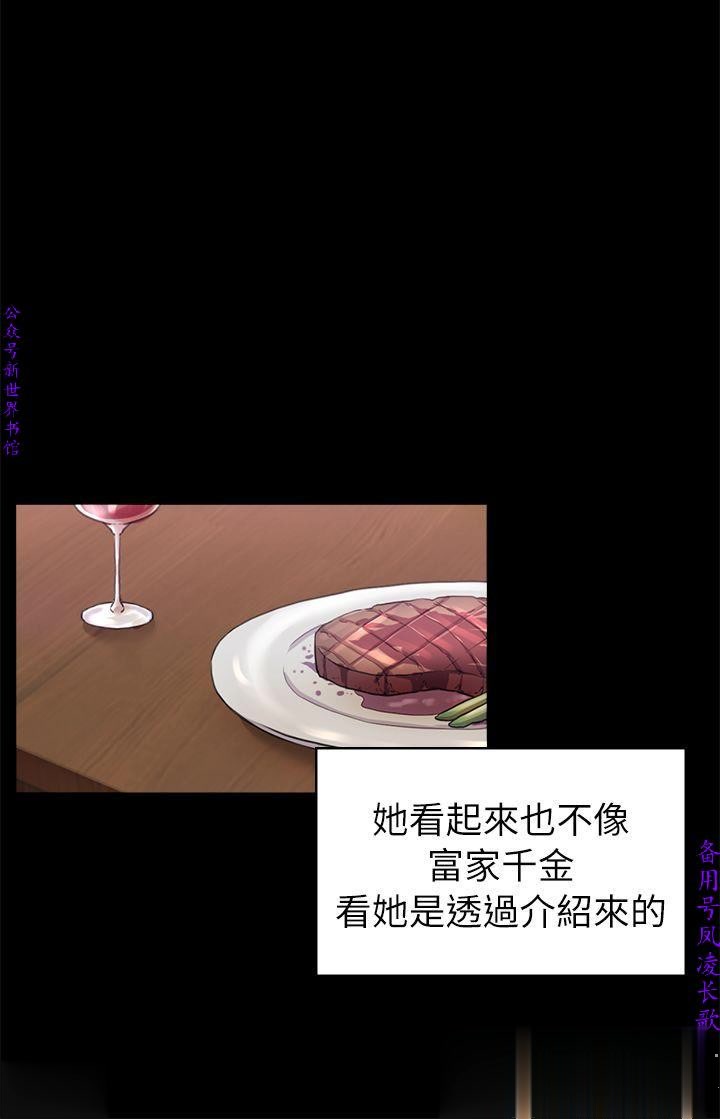 公众号新世界书馆
她看起來也不像
富家千金
看她是透過介紹來的
备用号凤凌长歌